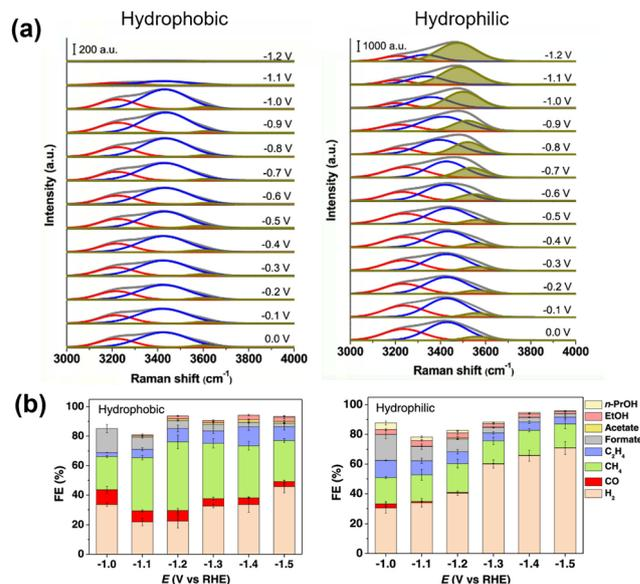 Hydrophobic
Hydrophilic
(a)
200 a.u.
-1.2 V
-1.1 V
-1.0 V
-0.9 V
-0.8 V
-0.7 V
-0.6 V
-0.5 V
-0.4 V
-0.3 V
-0.2 V
-0.1 V
0.0 V
Intensity (a.u.)
3000 3200 3400 3600 3800 4000
Raman shift (cm⁻¹)
1000 a.u.
-1.2 V
-1.1 V
-1.0 V
-0.9 V
-0.8 V
-0.7 V
-0.6 V
-0.5 V
-0.4 V
-0.3 V
-0.2 V
-0.1 V
0.0 V
Intensity (a.u.)
3000 3200 3400 3600 3800 4000
Raman shift (cm⁻¹)
(b)
Hydrophobic
100
80
60
40
20
0
FE (%)
-1.0 -1.1 -1.2 -1.3 -1.4 -1.5
E (V vs RHE)
Hydrophilic
100
80
60
40
20
0
FE (%)
-1.0 -1.1 -1.2 -1.3 -1.4 -1.5
E (V vs RHE)
n-PrOH
EtOH
Acetate
Formate
C₂H₄
CH₄
CO
H₂